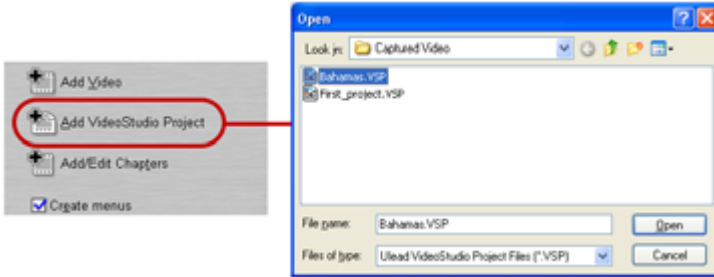 Add Video
Add VideoStudio Project
Add/Edit Chapters
Create menus
Open
Look in: Captured Video
Bahamas.VSP
First_project.VSP
File name: Bahamas.VSP Open
Files of type: Ulead VideoStudio Project Files (*.VSP) Cancel